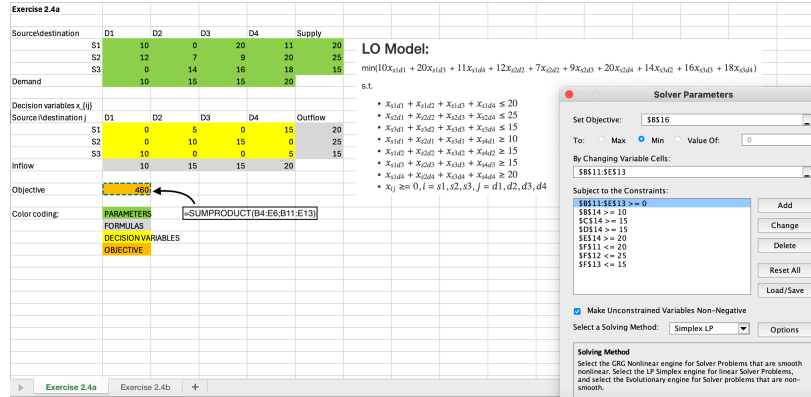 Exercise 2.4a
Source\destination D1 D2 D3 D4 Supply
S1 10 0 20 11 20
S2 12 7 9 20 25
S3 0 14 16 18 15
Demand 10 15 15 20
Decision variables x_{ij}
Source i\destination j D1 D2 D3 D4 Outflow
S1 0 5 0 15 20
S2 0 10 15 0 25
S3 10 0 0 5 15
Inflow 10 15 15 20
Objective 460
=SUMPRODUCT(B4:E6;B11:E13)
Color coding: PARAMETERS
FORMULAS
DECISION VARIABLES
OBJECTIVE
LO Model:
min(10x_{s1d1} + 20x_{s1d3} + 11x_{s1d4} + 12x_{s2d2} + 7x_{s2d2} + 9x_{s2d3} + 20x_{s2d4} + 14x_{s3d2} + 16x_{s3d3} + 18x_{s3d4})
s.t.
• x_{s1d1} + x_{s1d2} + x_{s1d3} + x_{s1d4} ≤ 20
• x_{s2d1} + x_{s2d2} + x_{s2d3} + x_{s2d4} ≤ 25
• x_{s3d1} + x_{s3d2} + x_{s3d3} + x_{s3d4} ≤ 15
• x_{s1d1} + x_{s2d1} + x_{s3d1} + x_{s4d1} ≥ 10
• x_{s1d2} + x_{s2d2} + x_{s3d2} + x_{s4d2} ≥ 15
• x_{s1d3} + x_{s2d3} + x_{s3d3} + x_{s4d3} ≥ 15
• x_{s1d4} + x_{s2d4} + x_{s3d4} + x_{s4d4} ≥ 20
• x_{ij} ≥= 0, i = s1, s2, s3, j = d1, d2, d3, d4
Solver Parameters
Set Objective: $B$16
To: Max Min Value Of: 0
By Changing Variable Cells:
$B$11:$E$13
Subject to the Constraints:
$B$11:$E$13 >= 0
$B$14 >= 10
$C$14 >= 15
$D$14 >= 15
$E$14 >= 20
$F$11 <= 20
$F$12 <= 25
$F$13 <= 15
Add
Change
Delete
Reset All
Load/Save
Make Unconstrained Variables Non-Negative
Select a Solving Method: Simplex LP Options
Solving Method
Select the GRG Nonlinear engine for Solver Problems that are smooth
nonlinear. Select the LP Simplex engine for linear Solver Problems,
and select the Evolutionary engine for Solver problems that are non-
smooth.
Exercise 2.4a Exercise 2.4b +